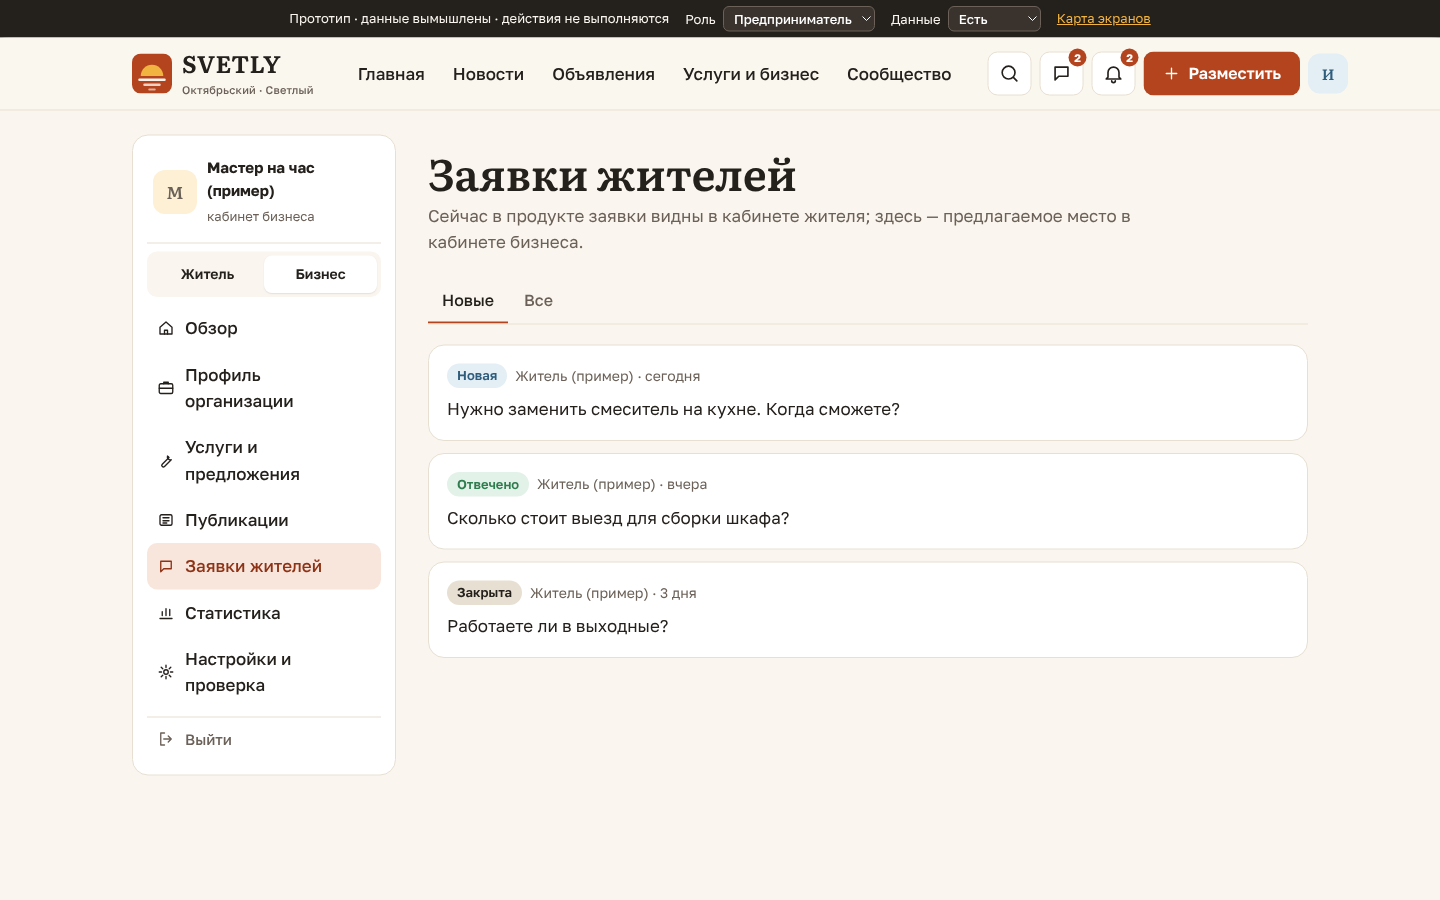 Прототип · данные вымышлены · действия не выполняются Роль Предприниматель Данные Есть Карта экранов
SVETLY
Октябрьский · Светлый
Главная Новости Объявления Услуги и бизнес Сообщество 2 2 Разместить И
М
Мастер на час
(пример)
кабинет бизнеса
Житель Бизнес
Обзор
Профиль
организации
Услуги и
предложения
Публикации
Заявки жителей
Статистика
Настройки и
проверка
Выйти
Заявки жителей
Сейчас в продукте заявки видны в кабинете жителя; здесь — предлагаемое место в
кабинете бизнеса.
Новые Все
Новая Житель (пример) · сегодня
Нужно заменить смеситель на кухне. Когда сможете?
Отвечено Житель (пример) · вчера
Сколько стоит выезд для сборки шкафа?
Закрыта Житель (пример) · 3 дня
Работаете ли в выходные?